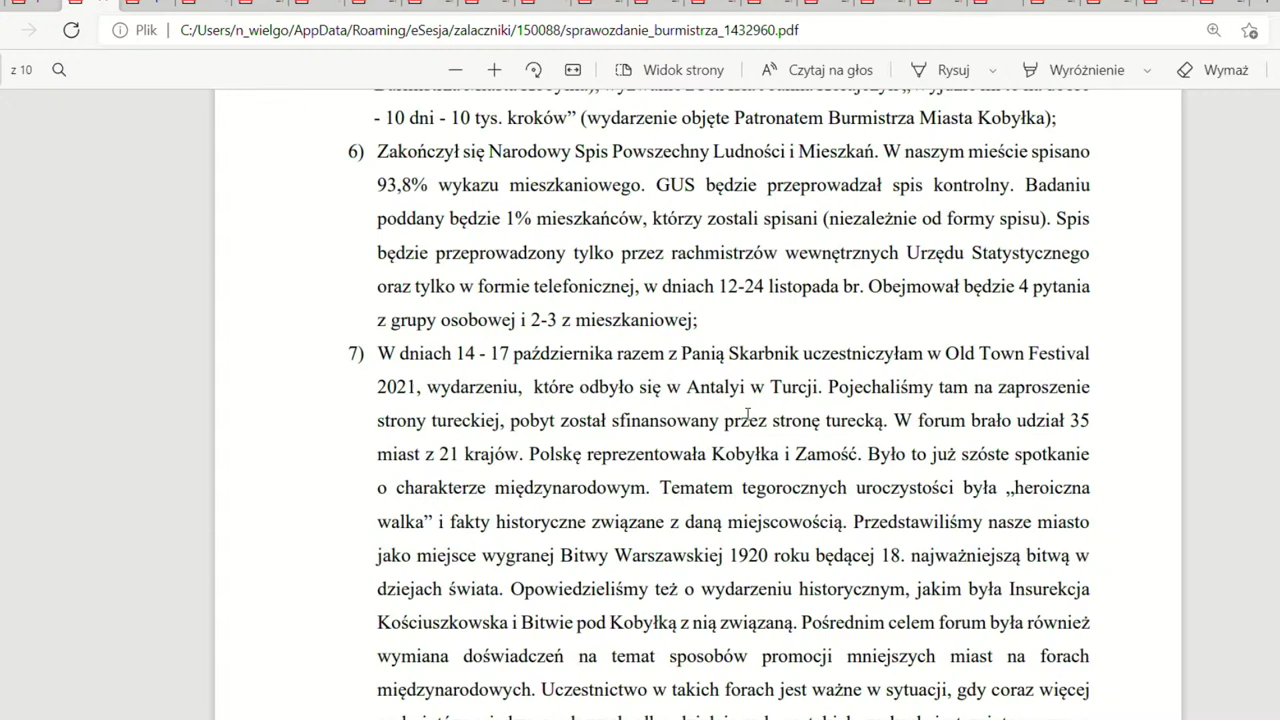 Plik C:/Users/n_wielgo/AppData/Roaming/eSesja/zalaczniki/150088/sprawozdanie_burmistrza_1432960.pdf
z 10 Widok strony Czytaj na głos Rysuj Wyróżnienie Wymaż
- 10 dni - 10 tys. kroków” (wydarzenie objęte Patronatem Burmistrza Miasta Kobyłka);
6) Zakończył się Narodowy Spis Powszechny Ludności i Mieszkań. W naszym mieście spisano
93,8% wykazu mieszkaniowego. GUS będzie przeprowadzał spis kontrolny. Badaniu
poddany będzie 1% mieszkańców, którzy zostali spisani (niezależnie od formy spisu). Spis
będzie przeprowadzony tylko przez rachmistrzów wewnętrznych Urzędu Statystycznego
oraz tylko w formie telefonicznej, w dniach 12-24 listopada br. Obejmował będzie 4 pytania
z grupy osobowej i 2-3 z mieszkaniowej;
7) W dniach 14 - 17 października razem z Panią Skarbnik uczestniczyłam w Old Town Festival
2021, wydarzeniu, które odbyło się w Antalyi w Turcji. Pojechaliśmy tam na zaproszenie
strony tureckiej, pobyt został sfinansowany przez stronę turecką. W forum brało udział 35
miast z 21 krajów. Polskę reprezentowała Kobyłka i Zamość. Było to już szóste spotkanie
o charakterze międzynarodowym. Tematem tegorocznych uroczystości była „heroiczna
walka” i fakty historyczne związane z daną miejscowością. Przedstawiliśmy nasze miasto
jako miejsce wygranej Bitwy Warszawskiej 1920 roku będącej 18. najważniejszą bitwą w
dziejach świata. Opowiedzieliśmy też o wydarzeniu historycznym, jakim była Insurekcja
Kościuszkowska i Bitwie pod Kobyłką z nią związaną. Pośrednim celem forum była również
wymiana doświadczeń na temat sposobów promocji mniejszych miast na forach
międzynarodowych. Uczestnictwo w takich forach jest ważne w sytuacji, gdy coraz więcej